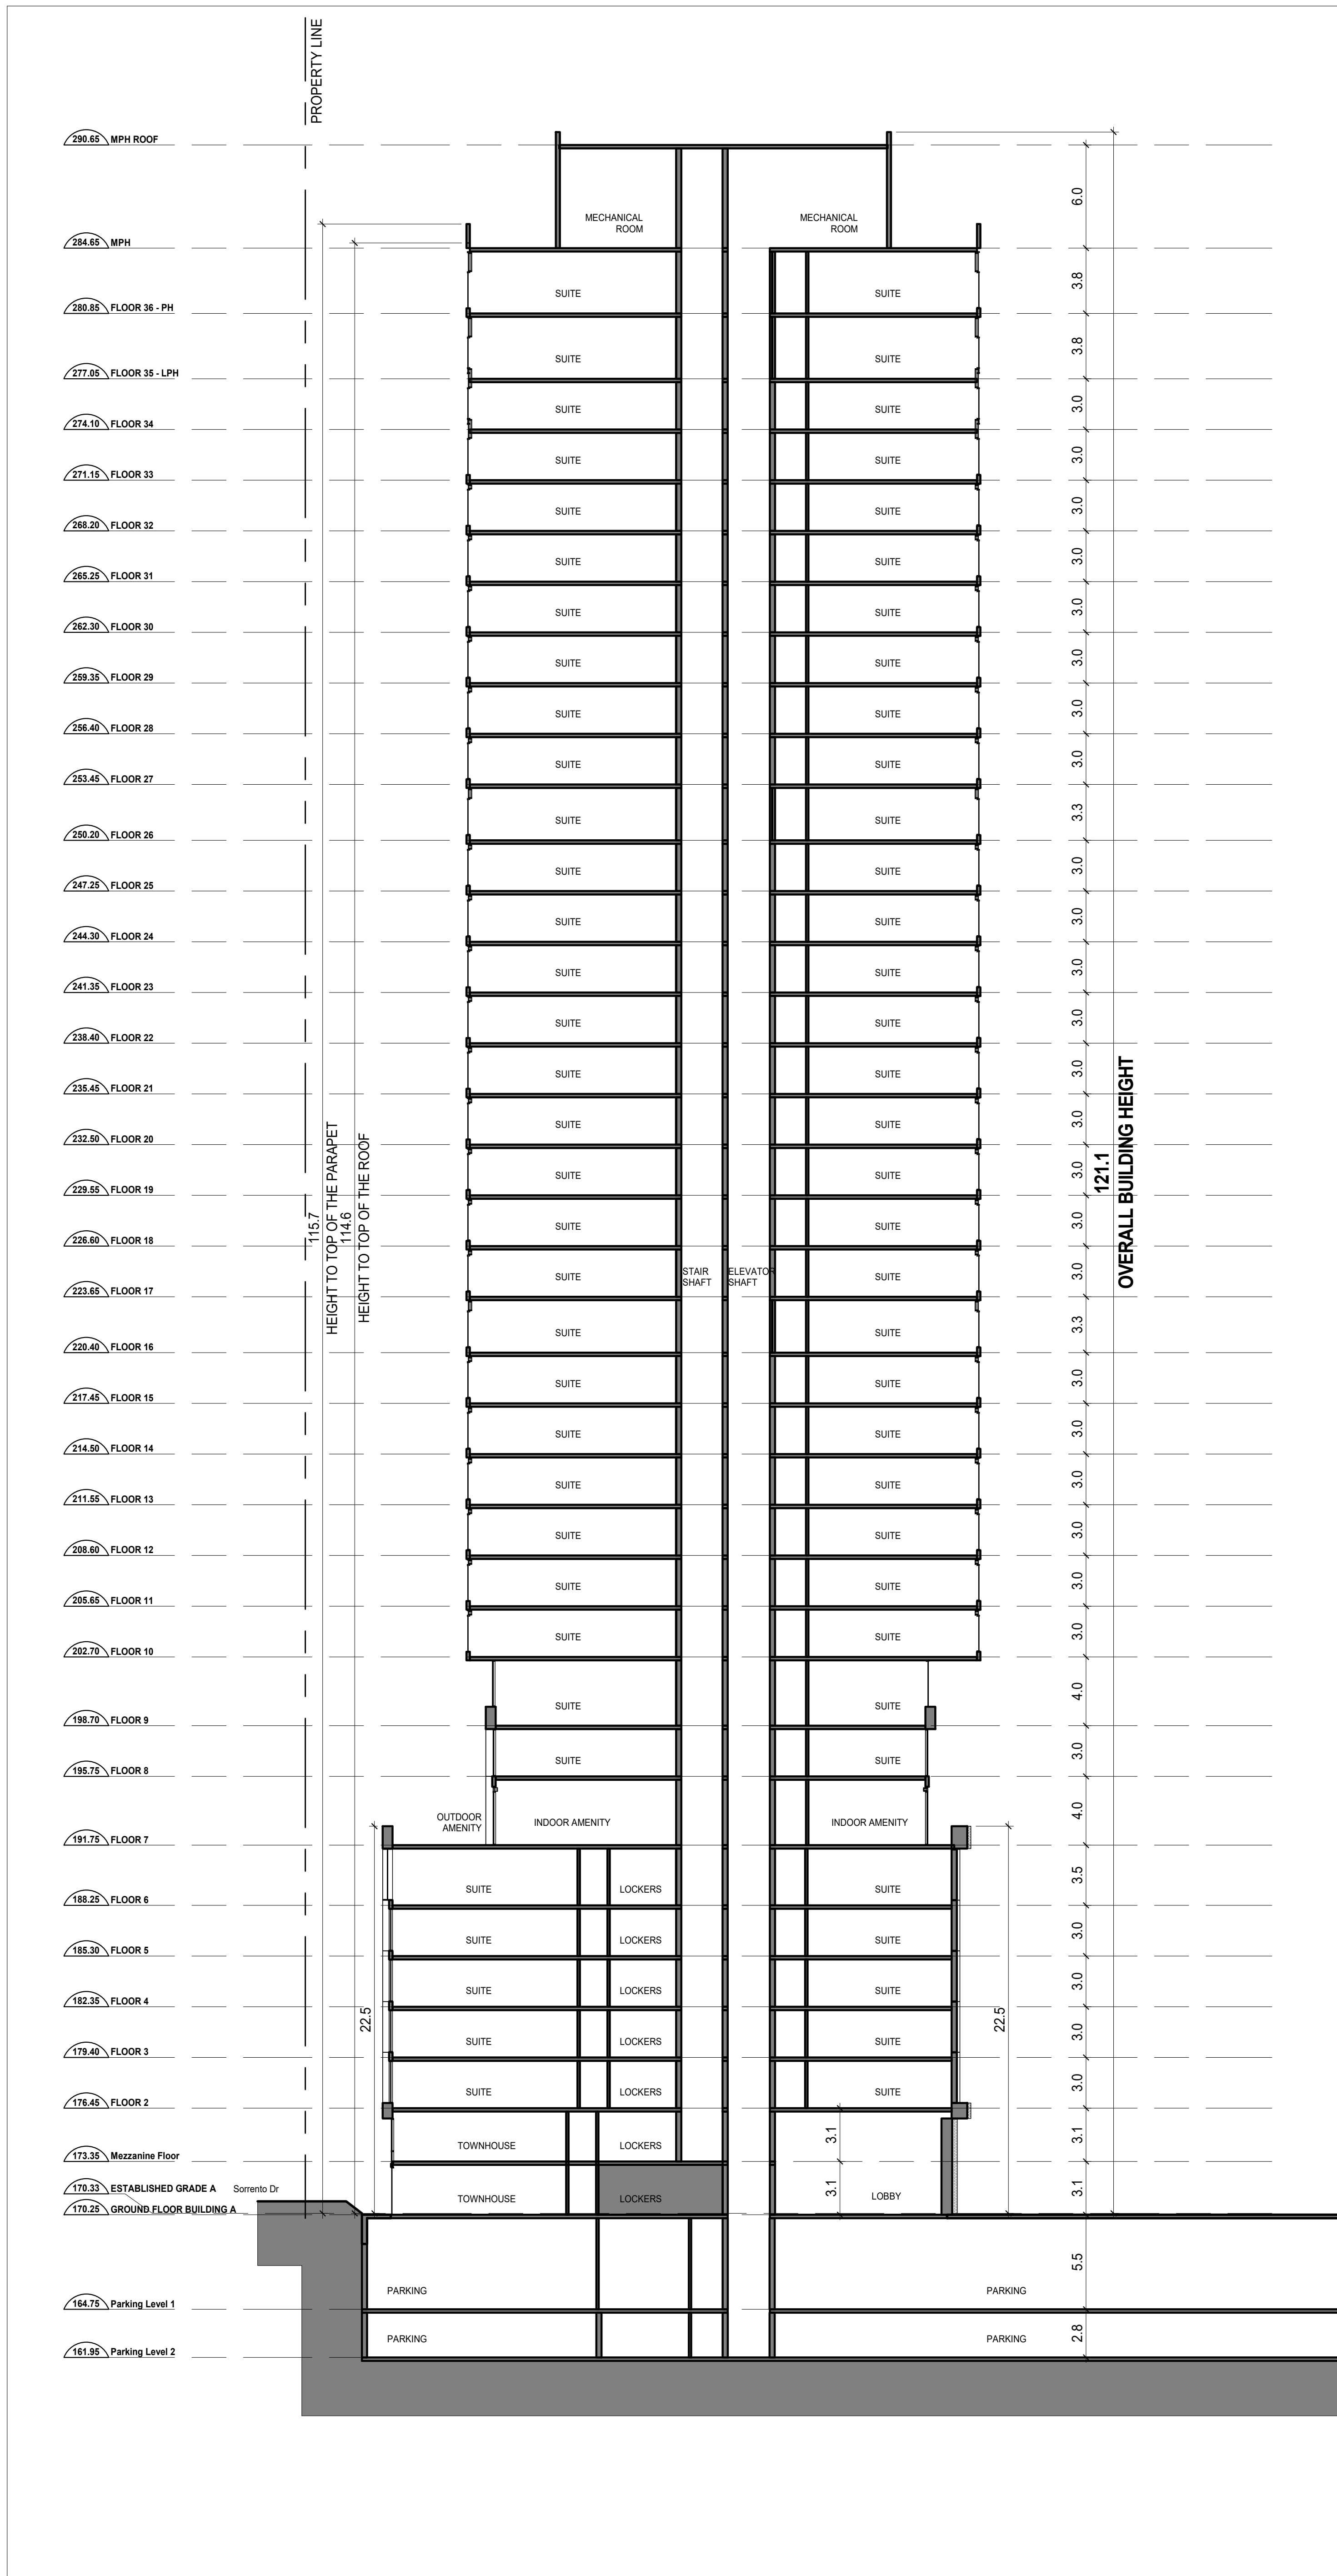 PROPERTY LINE
290.65 MPH ROOF
6.0
MECHANICAL
ROOM
MECHANICAL
ROOM
284.65 MPH
3.8
SUITE
SUITE
280.85 FLOOR 36 - PH
3.8
SUITE
SUITE
277.05 FLOOR 35 - LPH
3.0
SUITE
SUITE
274.10 FLOOR 34
3.0
SUITE
SUITE
271.15 FLOOR 33
3.0
SUITE
SUITE
268.20 FLOOR 32
3.0
SUITE
SUITE
265.25 FLOOR 31
3.0
SUITE
SUITE
262.30 FLOOR 30
3.0
SUITE
SUITE
259.35 FLOOR 29
3.0
SUITE
SUITE
256.40 FLOOR 28
3.0
SUITE
SUITE
253.45 FLOOR 27
3.3
SUITE
SUITE
250.20 FLOOR 26
3.0
SUITE
SUITE
247.25 FLOOR 25
3.0
SUITE
SUITE
244.30 FLOOR 24
3.0
SUITE
SUITE
241.35 FLOOR 23
3.0
SUITE
SUITE
238.40 FLOOR 22
3.0
SUITE
SUITE
235.45 FLOOR 21
3.0
SUITE
SUITE
232.50 FLOOR 20
3.0
SUITE
SUITE
229.55 FLOOR 19
3.0
SUITE
SUITE
226.60 FLOOR 18
3.0
SUITE
SUITE
223.65 FLOOR 17
3.3
SUITE
SUITE
220.40 FLOOR 16
115.7
HEIGHT TO TOP OF THE PARAPET
114.6
HEIGHT TO TOP OF THE ROOF
STAIR
SHAFT
ELEVATOR
SHAFT
121.1
OVERALL BUILDING HEIGHT
3.0
SUITE
SUITE
217.45 FLOOR 15
3.0
SUITE
SUITE
214.50 FLOOR 14
3.0
SUITE
SUITE
211.55 FLOOR 13
3.0
SUITE
SUITE
208.60 FLOOR 12
3.0
SUITE
SUITE
205.65 FLOOR 11
3.0
SUITE
SUITE
202.70 FLOOR 10
4.0
SUITE
SUITE
198.70 FLOOR 9
3.0
SUITE
SUITE
195.75 FLOOR 8
4.0
OUTDOOR
AMENITY
INDOOR AMENITY
INDOOR AMENITY
191.75 FLOOR 7
3.5
SUITE
LOCKERS
SUITE
188.25 FLOOR 6
3.0
SUITE
LOCKERS
SUITE
185.30 FLOOR 5
3.0
SUITE
LOCKERS
SUITE
182.35 FLOOR 4
22.5
22.5
3.0
SUITE
LOCKERS
SUITE
179.40 FLOOR 3
3.0
SUITE
LOCKERS
SUITE
176.45 FLOOR 2
3.1
3.1
TOWNHOUSE
LOCKERS
173.35 Mezzanine Floor
170.33 ESTABLISHED GRADE A
Sorrento Dr
3.1
3.1
TOWNHOUSE
LOCKERS
LOBBY
170.25 GROUND FLOOR BUILDING A
5.5
PARKING
PARKING
164.75 Parking Level 1
2.8
PARKING
PARKING
161.95 Parking Level 2